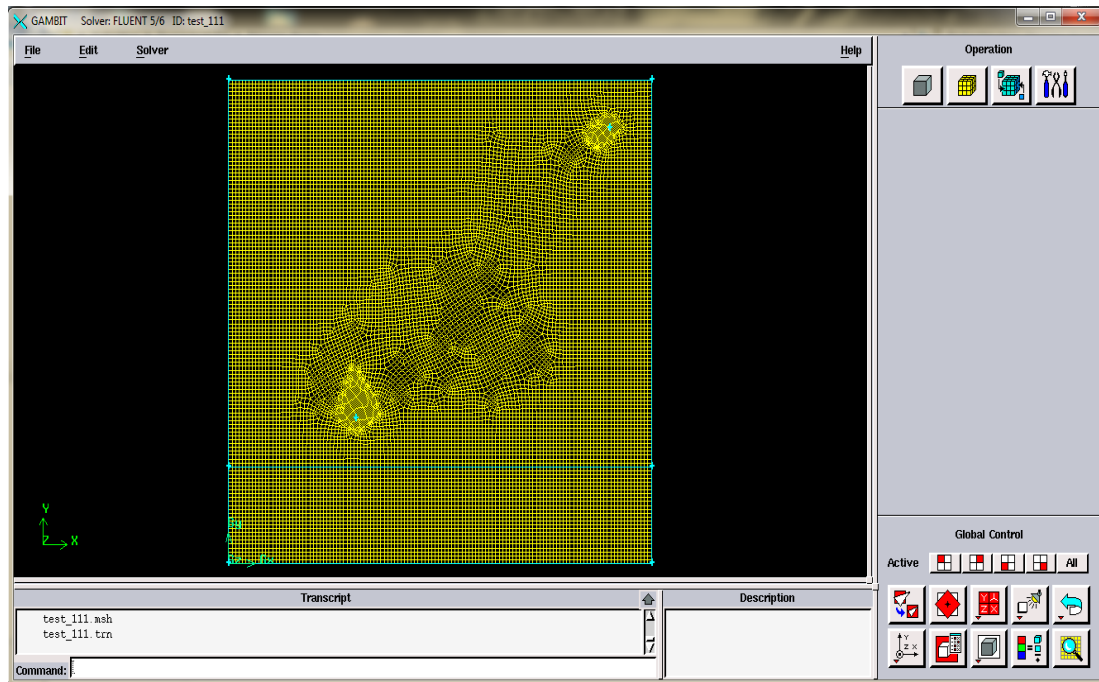 GAMBIT Solver: FLUENT 5/6 ID: test_111
File Edit Solver Help
Operation
Y
Z X
Global Control
Active All
Transcript
Description
test_111.msh
test_111.trn
Command: